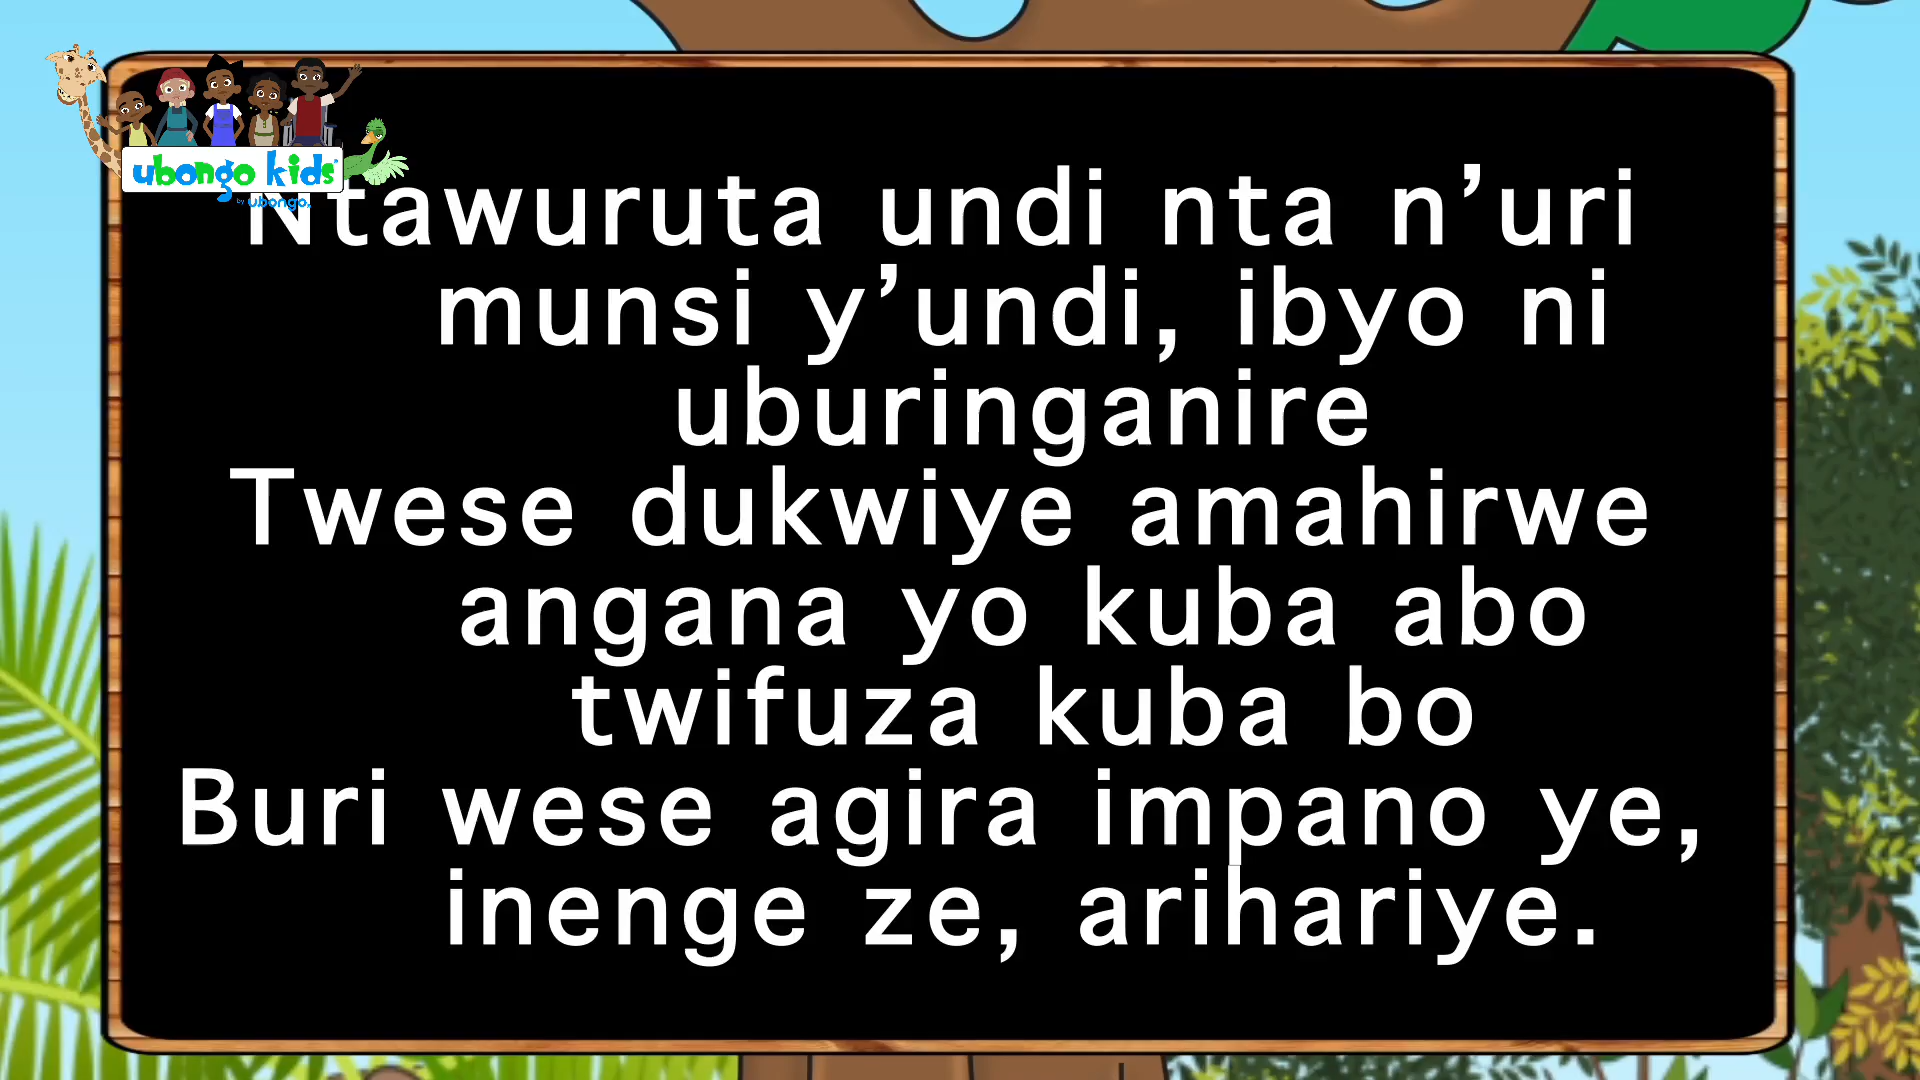 ubongo kids
by ubongo.
Ntawuruta undi nta n’uri
munsi y’undi, ibyo ni
uburinganire
Twese dukwiye amahirwe
angana yo kuba abo
twifuza kuba bo
Buri wese agira impano ye,
inenge ze, arihariye.